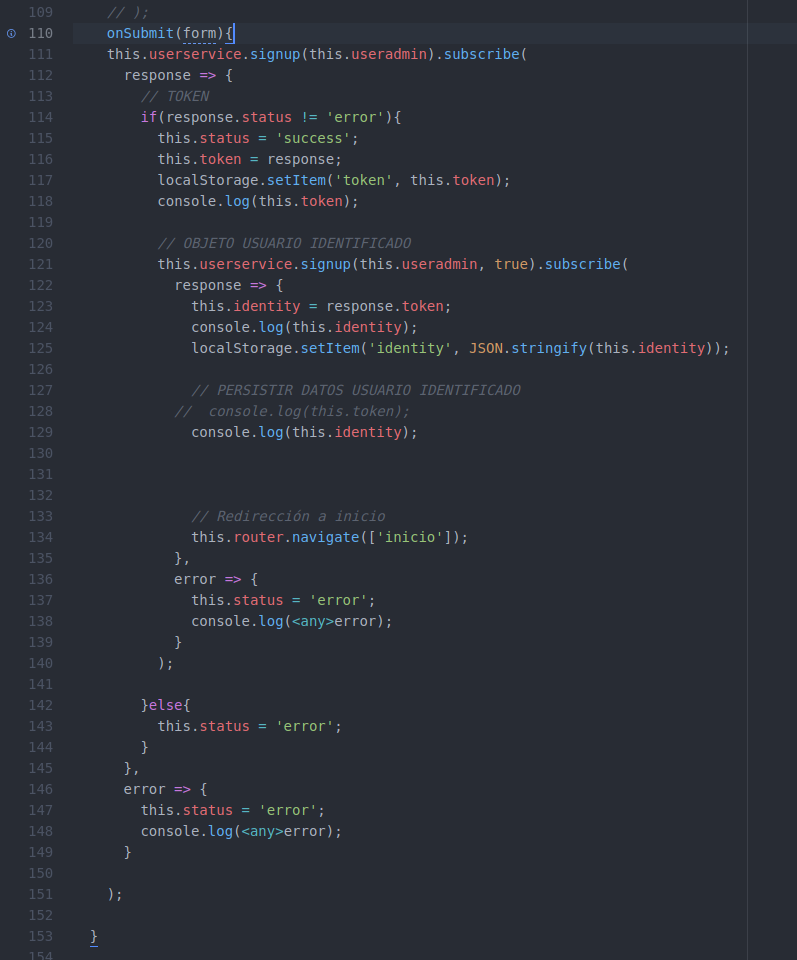 109 // );
110 onSubmit(form){
111 this.userservice.signup(this.useradmin).subscribe(
112 response => {
113 // TOKEN
114 if(response.status != 'error'){
115 this.status = 'success';
116 this.token = response;
117 localStorage.setItem('token', this.token);
118 console.log(this.token);
119
120 // OBJETO USUARIO IDENTIFICADO
121 this.userservice.signup(this.useradmin, true).subscribe(
122 response => {
123 this.identity = response.token;
124 console.log(this.identity);
125 localStorage.setItem('identity', JSON.stringify(this.identity));
126
127 // PERSISTIR DATOS USUARIO IDENTIFICADO
128 // console.log(this.token);
129 console.log(this.identity);
130
131
132
133 // Redirección a inicio
134 this.router.navigate(['inicio']);
135 },
136 error => {
137 this.status = 'error';
138 console.log(<any>error);
139 }
140 );
141
142 }else{
143 this.status = 'error';
144 }
145 },
146 error => {
147 this.status = 'error';
148 console.log(<any>error);
149 }
150
151 );
152
153 }
154